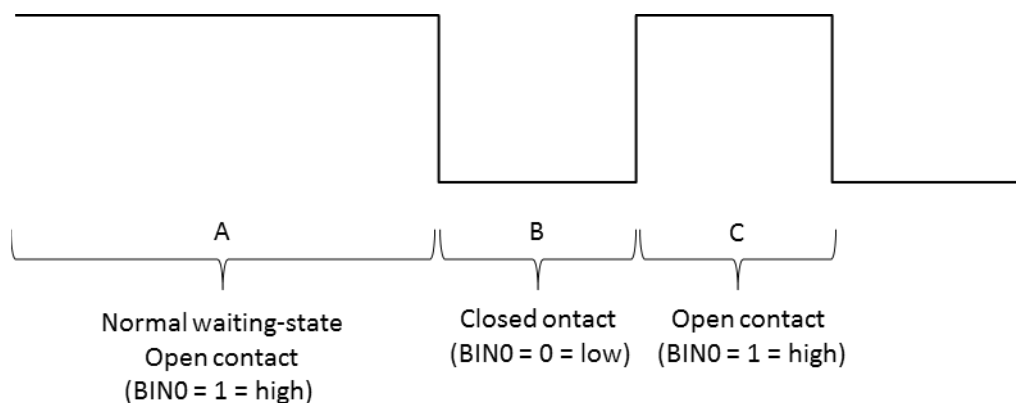 A
B
C
Normal waiting-state
Open contact
(BIN0 = 1 = high)
Closed ontact
(BIN0 = 0 = low)
Open contact
(BIN0 = 1 = high)